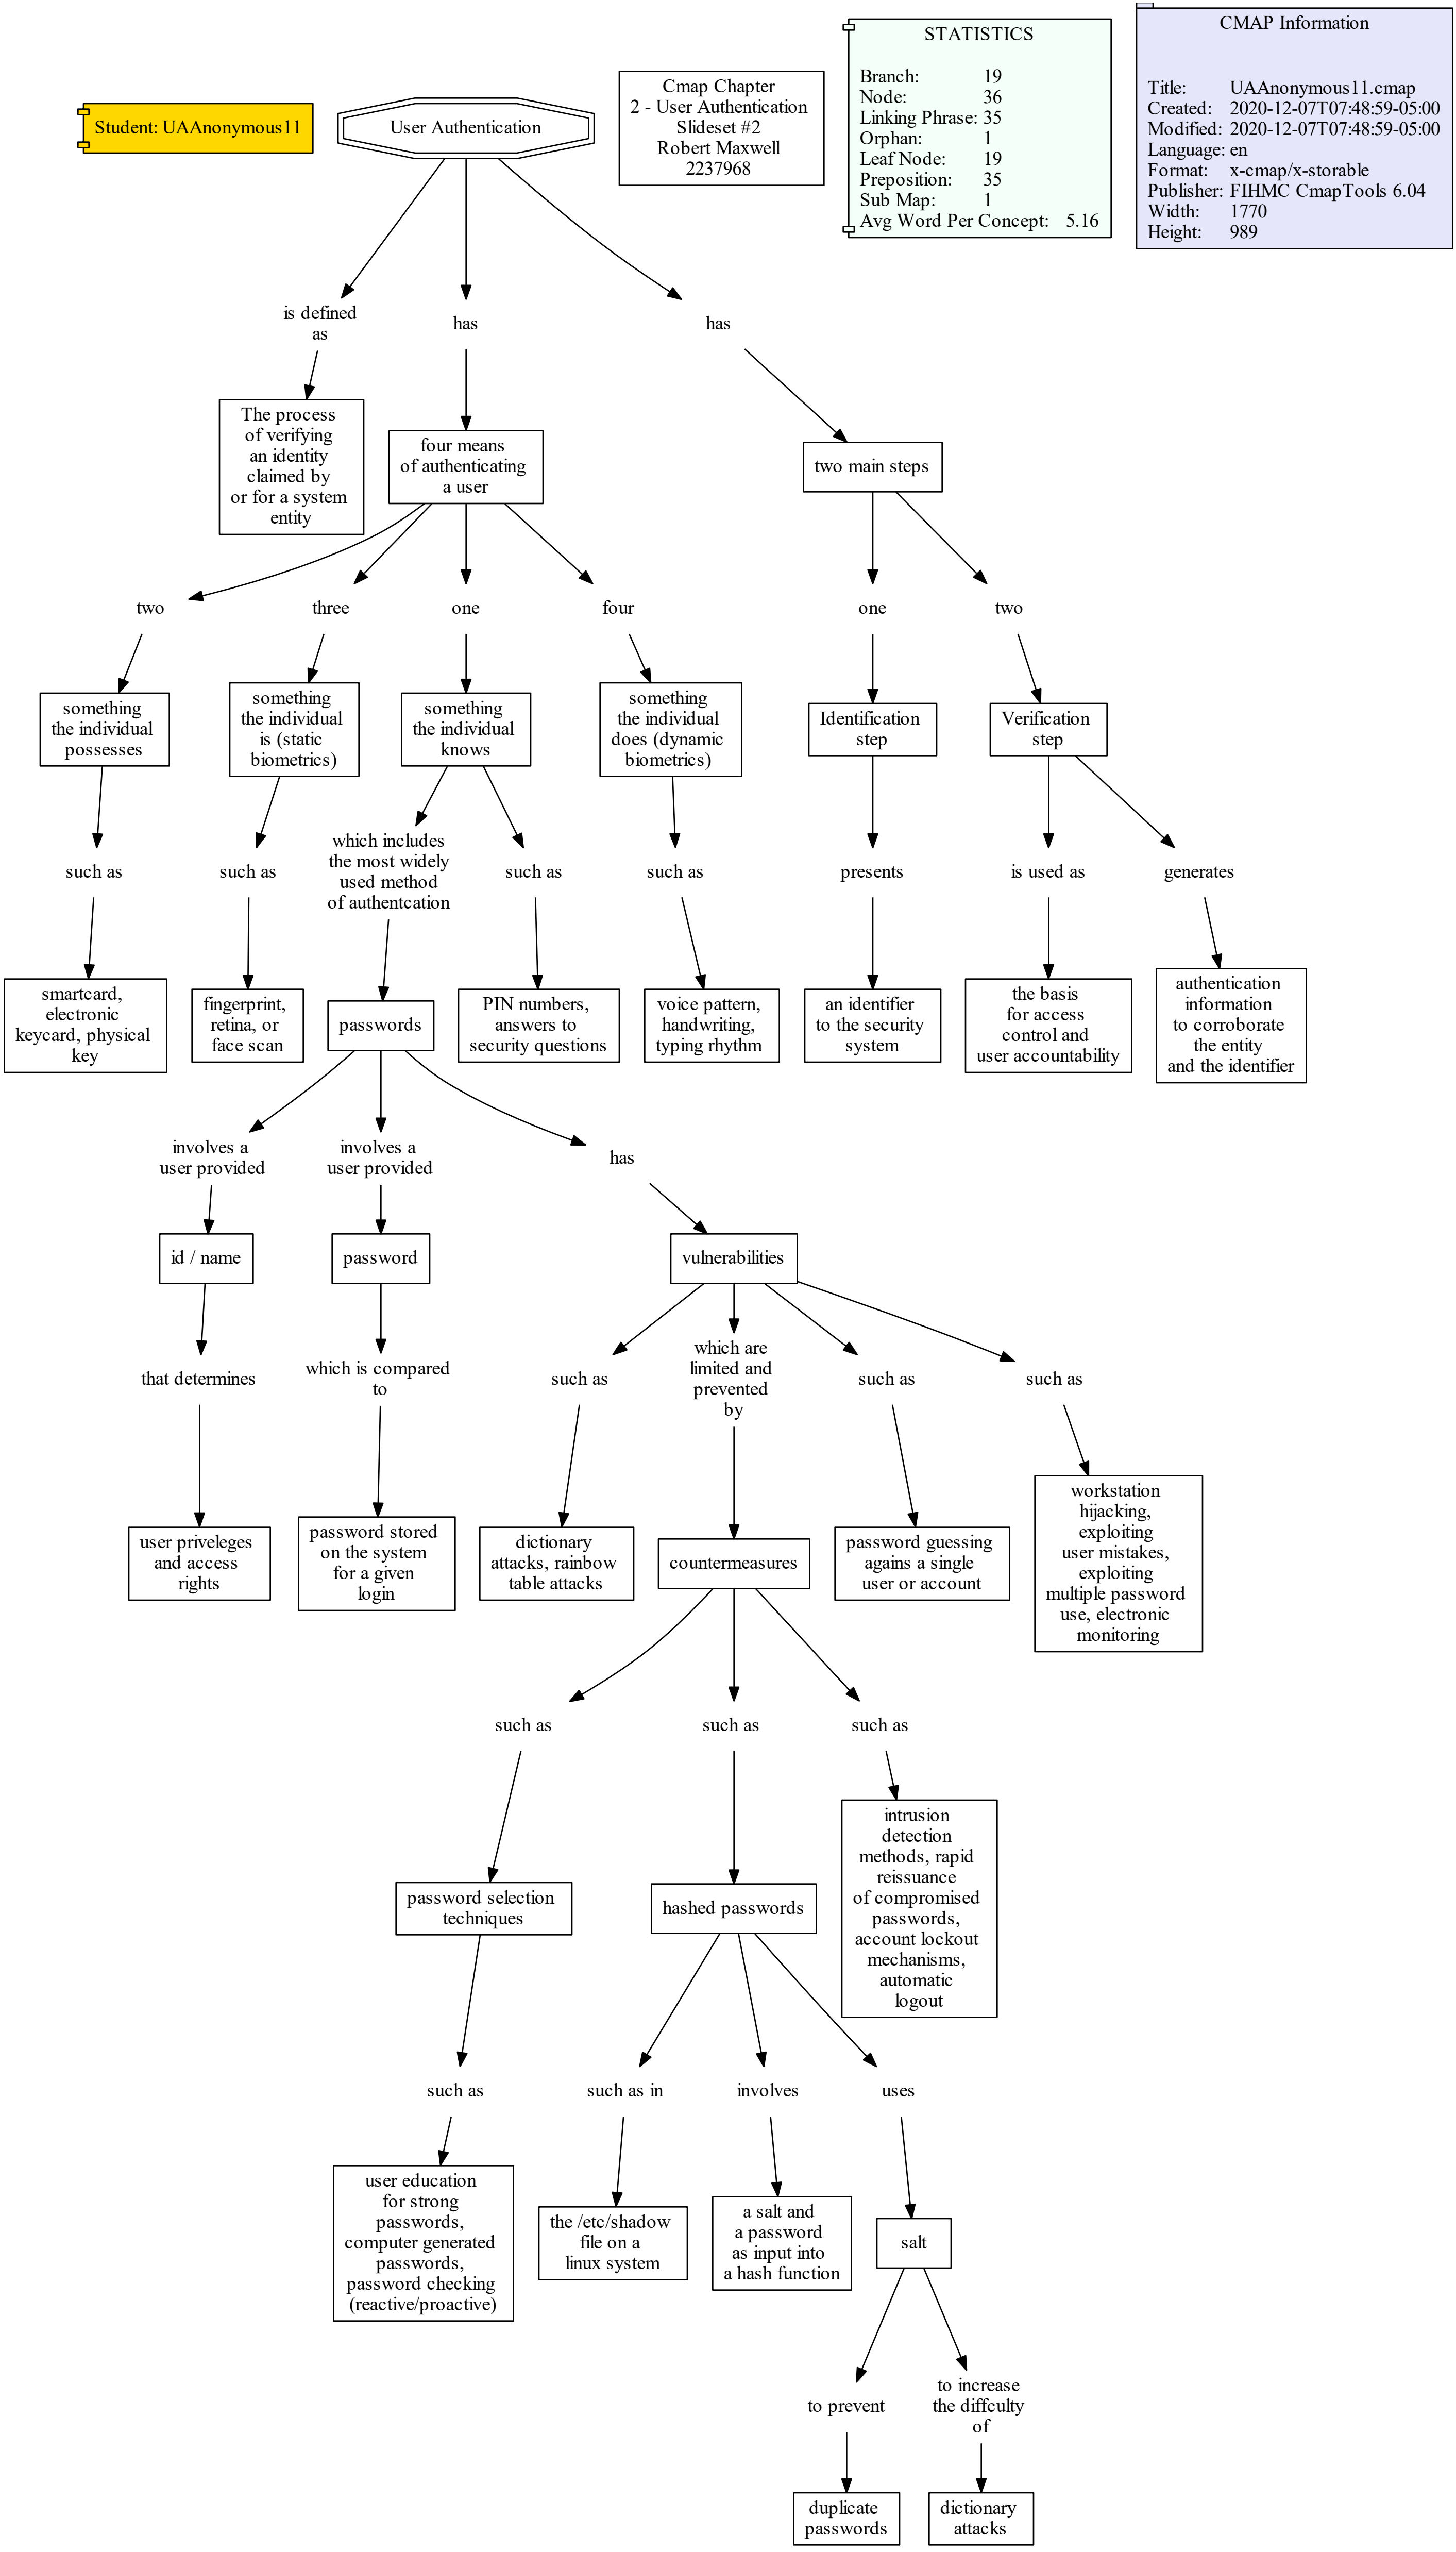 Student: UAAnonymous11
User Authentication
Cmap Chapter
2 - User Authentication
Slideset #2
Robert Maxwell
2237968
STATISTICS
Branch: 19
Node: 36
Linking Phrase: 35
Orphan: 1
Leaf Node: 19
Preposition: 35
Sub Map: 1
Avg Word Per Concept: 5.16
CMAP Information
Title: UAAnonymous11.cmap
Created: 2020-12-07T07:48:59-05:00
Modified: 2020-12-07T07:48:59-05:00
Language: en
Format: x-cmap/x-storable
Publisher: FIHMC CmapTools 6.04
Width: 1770
Height: 989
is defined
as
has
has
The process
of verifying
an identity
claimed by
or for a system
entity
four means
of authenticating
a user
two main steps
two
three
one
four
one
two
something
the individual
possesses
something
the individual
is (static
biometrics)
something
the individual
knows
something
the individual
does (dynamic
biometrics)
Identification
step
Verification
step
such as
such as
which includes
the most widely
used method
of authentcation
such as
such as
presents
is used as
generates
smartcard,
electronic
keycard, physical
key
fingerprint,
retina, or
face scan
passwords
PIN numbers,
answers to
security questions
voice pattern,
handwriting,
typing rhythm
an identifier
to the security
system
the basis
for access
control and
user accountability
authentication
information
to corroborate
the entity
and the identifier
involves a
user provided
involves a
user provided
has
id / name
password
vulnerabilities
that determines
which is compared
to
such as
which are
limited and
prevented
by
such as
such as
user priveleges
and access
rights
password stored
on the system
for a given
login
dictionary
attacks, rainbow
table attacks
countermeasures
password guessing
agains a single
user or account
workstation
hijacking,
exploiting
user mistakes,
exploiting
multiple password
use, electronic
monitoring
such as
such as
such as
password selection
techniques
hashed passwords
intrusion
detection
methods, rapid
reissuance
of compromised
passwords,
account lockout
mechanisms,
automatic
logout
such as
such as in
involves
uses
user education
for strong
passwords,
computer generated
passwords,
password checking
(reactive/proactive)
the /etc/shadow
file on a
linux system
a salt and
a password
as input into
a hash function
salt
to prevent
to increase
the diffculty
of
duplicate
passwords
dictionary
attacks